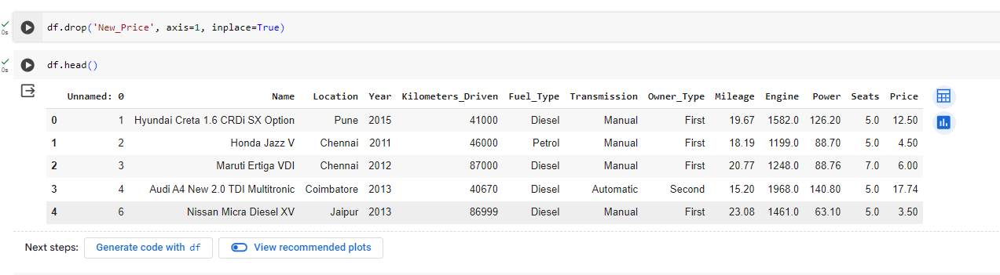 0s df.drop('New_Price', axis=1, inplace=True)
0s df.head()
Unnamed: 0 Name Location Year Kilometers_Driven Fuel_Type Transmission Owner_Type Mileage Engine Power Seats Price
0 1 Hyundai Creta 1.6 CRDi SX Option Pune 2015 41000 Diesel Manual First 19.67 1582.0 126.20 5.0 12.50
1 2 Honda Jazz V Chennai 2011 46000 Petrol Manual First 18.19 1199.0 88.70 5.0 4.50
2 3 Maruti Ertiga VDI Chennai 2012 87000 Diesel Manual First 20.77 1248.0 88.76 7.0 6.00
3 4 Audi A4 New 2.0 TDI Multitronic Coimbatore 2013 40670 Diesel Automatic Second 15.20 1968.0 140.80 5.0 17.74
4 6 Nissan Micra Diesel XV Jaipur 2013 86999 Diesel Manual First 23.08 1461.0 63.10 5.0 3.50
Next steps: Generate code with df View recommended plots